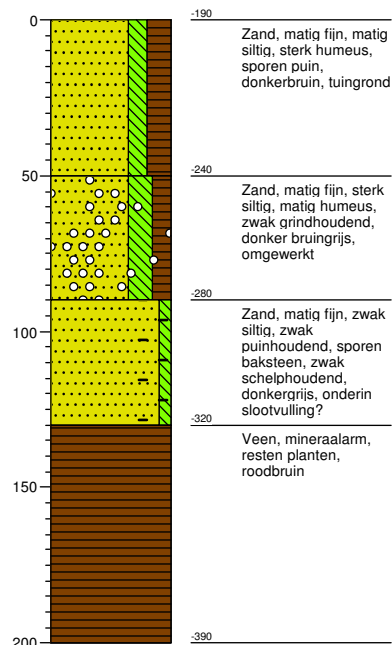 0
-190
Zand, matig fijn, matig
siltig, sterk humeus,
sporen puin,
donkerbruin, tuingrond
50
-240
Zand, matig fijn, sterk
siltig, matig humeus,
zwak grindhoudend,
donker bruingrijs,
omgewerkt
-280
Zand, matig fijn, zwak
siltig, zwak
puinhoudend, sporen
baksteen, zwak
schelphoudend,
donkergrijs, onderin
slootvulling?
100
-320
Veen, mineraalarm,
resten planten,
roodbruin
150
200
-390